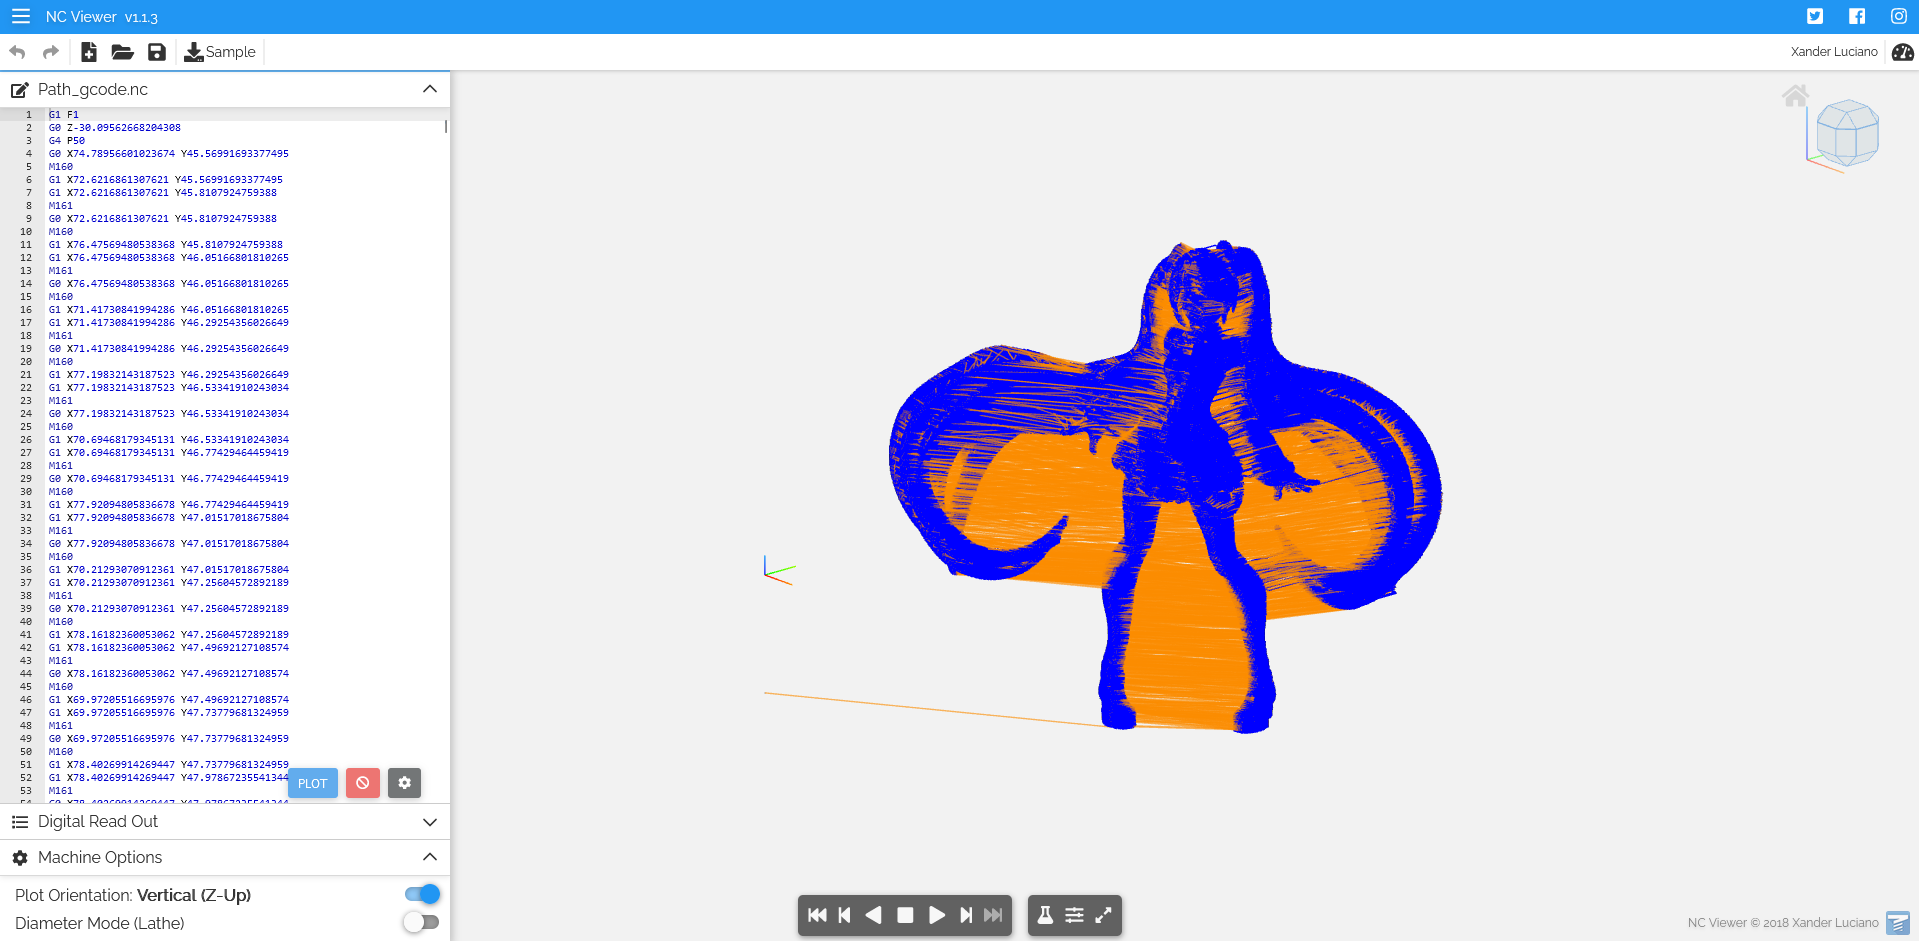 NC Viewer v1.1.3
Sample
Xander Luciano
Path_gcode.nc
1 G1 F1
2 G0 Z-30.09562668204308
3 G4 P50
4 G0 X74.78956601023674 Y45.56991693377495
5 M160
6 G1 X72.6216861307621 Y45.56991693377495
7 G1 X72.6216861307621 Y45.8107924759388
8 M161
9 G0 X72.6216861307621 Y45.8107924759388
10 M160
11 G1 X76.47569480538368 Y45.8107924759388
12 G1 X76.47569480538368 Y46.05166801810265
13 M161
14 G0 X76.47569480538368 Y46.05166801810265
15 M160
16 G1 X71.41730841994286 Y46.05166801810265
17 G1 X71.41730841994286 Y46.29254356026649
18 M161
19 G0 X71.41730841994286 Y46.29254356026649
20 M160
21 G1 X77.19832143187523 Y46.29254356026649
22 G1 X77.19832143187523 Y46.53341910243034
23 M161
24 G0 X77.19832143187523 Y46.53341910243034
25 M160
26 G1 X70.69468179345131 Y46.53341910243034
27 G1 X70.69468179345131 Y46.77429464459419
28 M161
29 G0 X70.69468179345131 Y46.77429464459419
30 M160
31 G1 X77.92094805836678 Y46.77429464459419
32 G1 X77.92094805836678 Y47.01517018675804
33 M161
34 G0 X77.92094805836678 Y47.01517018675804
35 M160
36 G1 X70.21293070912361 Y47.01517018675804
37 G1 X70.21293070912361 Y47.25604572892189
38 M161
39 G0 X70.21293070912361 Y47.25604572892189
40 M160
41 G1 X78.16182360053062 Y47.25604572892189
42 G1 X78.16182360053062 Y47.49692127108574
43 M161
44 G0 X78.16182360053062 Y47.49692127108574
45 M160
46 G1 X69.97205516695976 Y47.49692127108574
47 G1 X69.97205516695976 Y47.73779681324959
48 M161
49 G0 X69.97205516695976 Y47.73779681324959
50 M160
51 G1 X78.40269914269447 Y47.73779681324959
52 G1 X78.40269914269447 Y47.97867235541344
53 M161
54 G0 X78.40269914269447 Y47.97867235541344
PLOT
Digital Read Out
Machine Options
Plot Orientation: Vertical (Z-Up)
Diameter Mode (Lathe)
NC Viewer © 2018 Xander Luciano